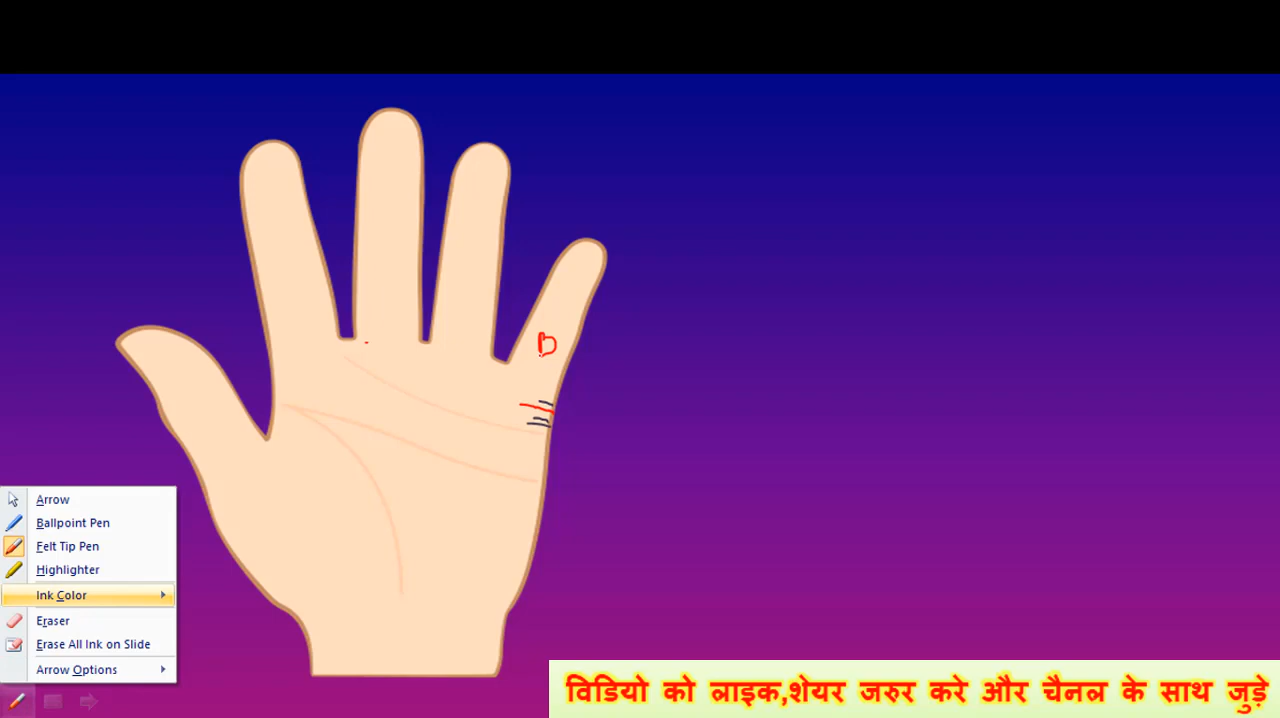 Arrow
Ballpoint Pen
Felt Tip Pen
Highlighter
Ink Color
Eraser
Erase All Ink on Slide
Arrow Options
विडियो को लाइक,शेयर जरुर करे और चैनल के साथ जुड़े